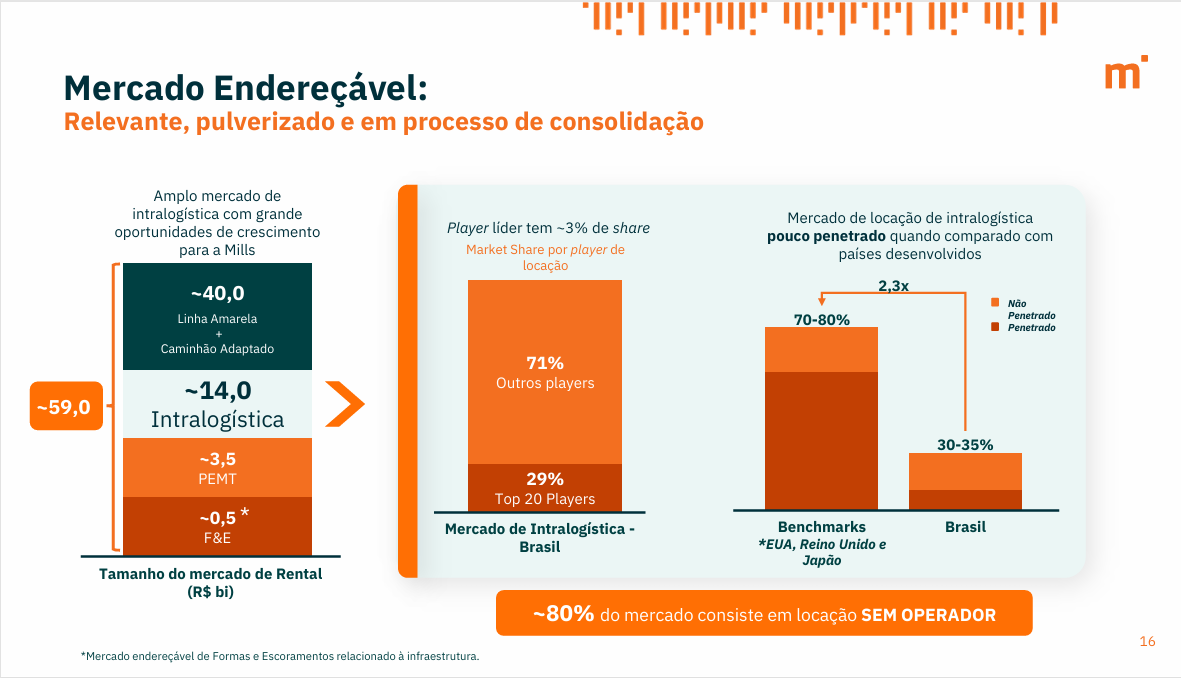 m
Mercado Endereçável:
Relevante, pulverizado e em processo de consolidação
Amplo mercado de
intralogística com grande
oportunidades de crescimento
para a Mills
~40,0
Linha Amarela
+
Caminhão Adaptado
~14,0
Intralogística
~59,0
~3,5
PEMT
~0,5 *
F&E
Tamanho do mercado de Rental
(R$ bi)
Player líder tem ~3% de share
Market Share por player de
locação
71%
Outros players
29%
Top 20 Players
Mercado de Intralogística -
Brasil
Mercado de locação de intralogística
pouco penetrado quando comparado com
países desenvolvidos
2,3x
Não
Penetrado
Penetrado
70-80%
30-35%
Benchmarks
*EUA, Reino Unido e
Japão
Brasil
~80% do mercado consiste em locação SEM OPERADOR
16
*Mercado endereçável de Formas e Escoramentos relacionado à infraestrutura.